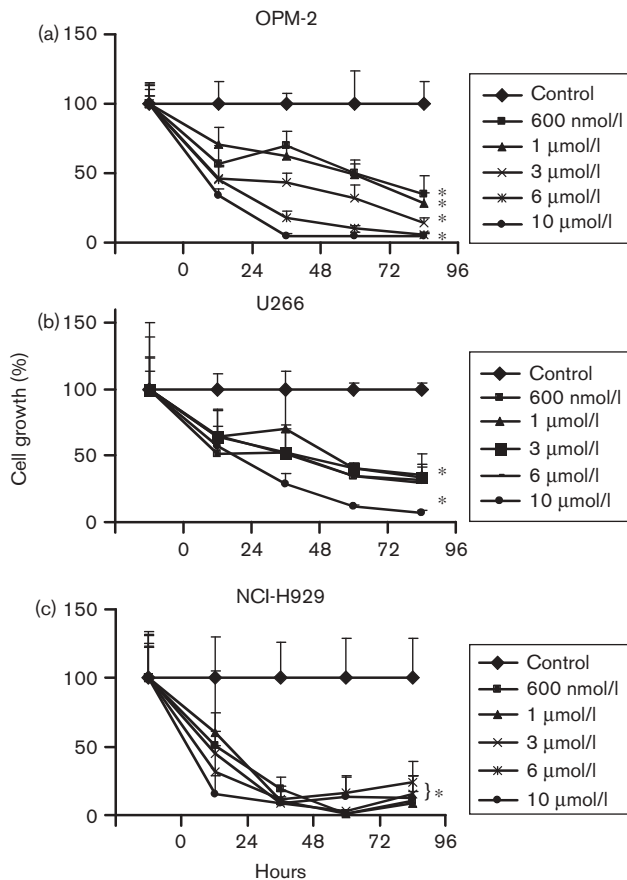 (a)
OPM-2
150
100
50
0
0 24 48 72 96
*
*
*
*
Control
600 nmol/l
1 µmol/l
3 µmol/l
6 µmol/l
10 µmol/l
(b)
U266
150
100
50
0
0 24 48 72 96
*
*
Control
600 nmol/l
1 µmol/l
3 µmol/l
6 µmol/l
10 µmol/l
Cell growth (%)
(c)
NCI-H929
150
100
50
0
0 24 48 72 96
} *
Control
600 nmol/l
1 µmol/l
3 µmol/l
6 µmol/l
10 µmol/l
Hours